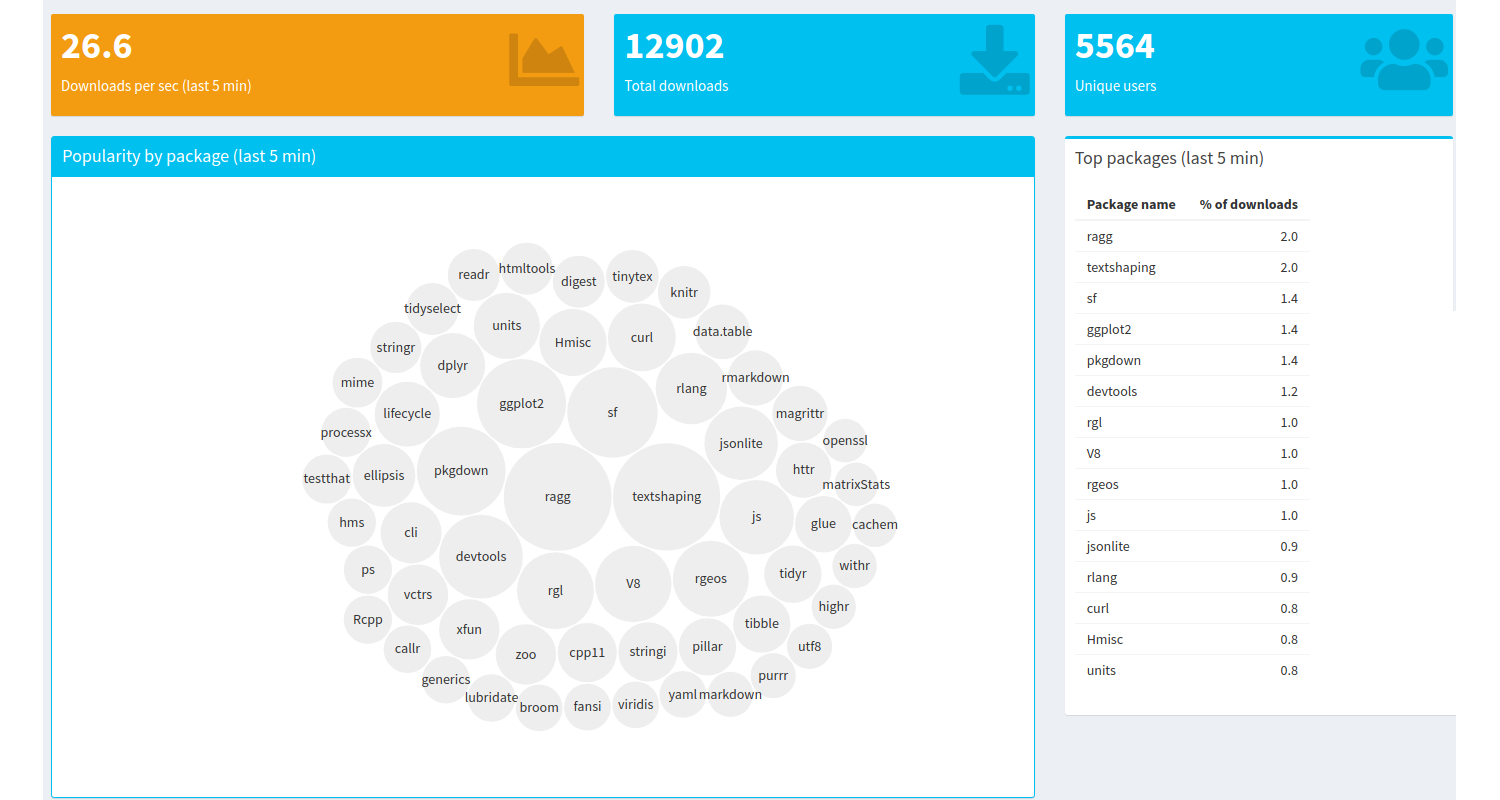 26.6
Downloads per sec (last 5 min)
12902
Total downloads
5564
Unique users
Popularity by package (last 5 min)
readr
htmltools
digest
tinytex
knitr
tidyselect
units
Hmisc
curl
data.table
stringr
dplyr
mime
lifecycle
ggplot2
sf
rlang
rmarkdown
magrittr
processx
jsonlite
openssl
testthat
ellipsis
pkgdown
ragg
textshaping
httr
matrixStats
hms
cli
devtools
js
glue
cachem
ps
vctrs
rgl
V8
rgeos
tidyr
withr
Rcpp
xfun
highr
callr
zoo
cpp11
stringi
pillar
tibble
utf8
generics
lubridate
broom
fansi
viridis
yaml
markdown
purrr
Top packages (last 5 min)
Package name % of downloads
ragg 2.0
textshaping 2.0
sf 1.4
ggplot2 1.4
pkgdown 1.4
devtools 1.2
rgl 1.0
V8 1.0
rgeos 1.0
js 1.0
jsonlite 0.9
rlang 0.9
curl 0.8
Hmisc 0.8
units 0.8